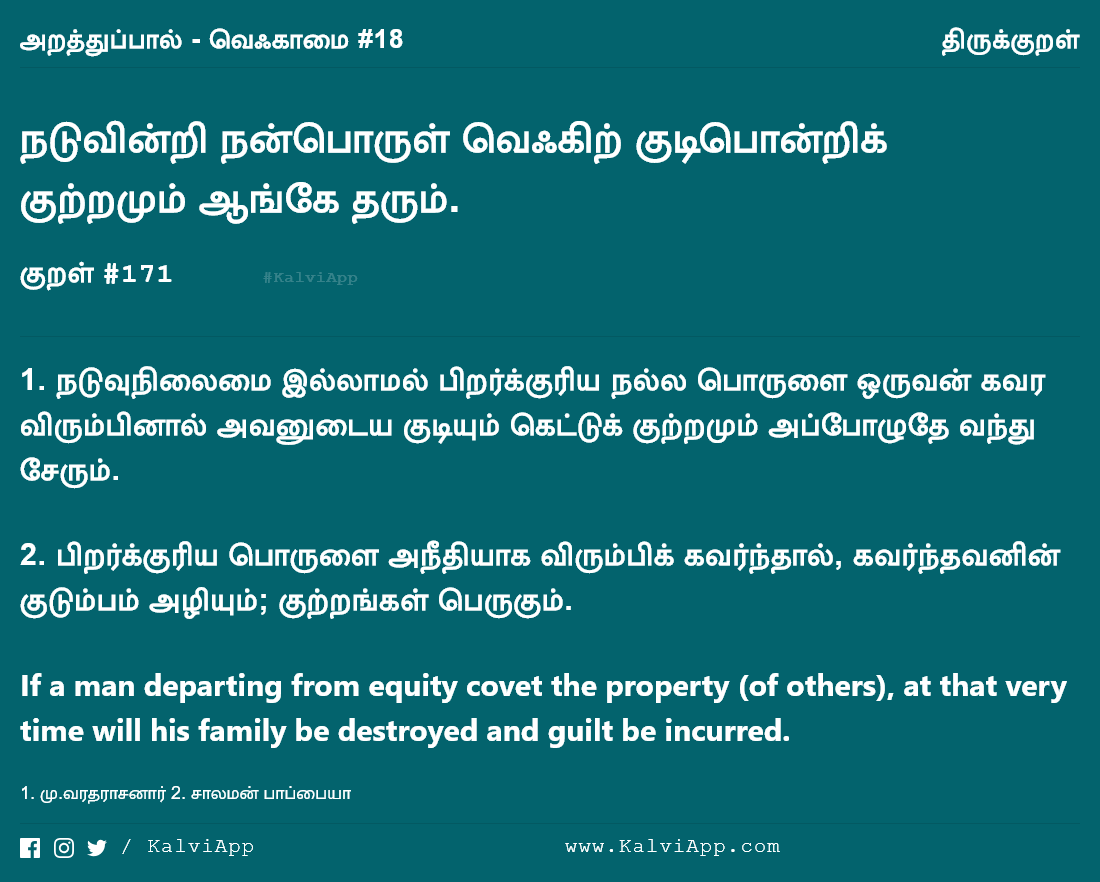 அறத்துப்பால் - வெஃகாமை #18
திருக்குறள்
நடுவின்றி நன்பொருள் வெஃகிற் குடிபொன்றிக்
குற்றமும் ஆங்கே தரும்.
குறள் #171
#KalviApp
1. நடுவுநிலைமை இல்லாமல் பிறர்க்குரிய நல்ல பொருளை ஒருவன் கவர
விரும்பினால் அவனுடைய குடியும் கெட்டுக் குற்றமும் அப்போழுதே வந்து
சேரும்.
2. பிறர்க்குரிய பொருளை அநீதியாக விரும்பிக் கவர்ந்தால், கவர்ந்தவனின்
குடும்பம் அழியும்; குற்றங்கள் பெருகும்.
If a man departing from equity covet the property (of others), at that very
time will his family be destroyed and guilt be incurred.
1. மு.வரதராசனார் 2. சாலமன் பாப்பையா
/ KalviApp
www.KalviApp.com